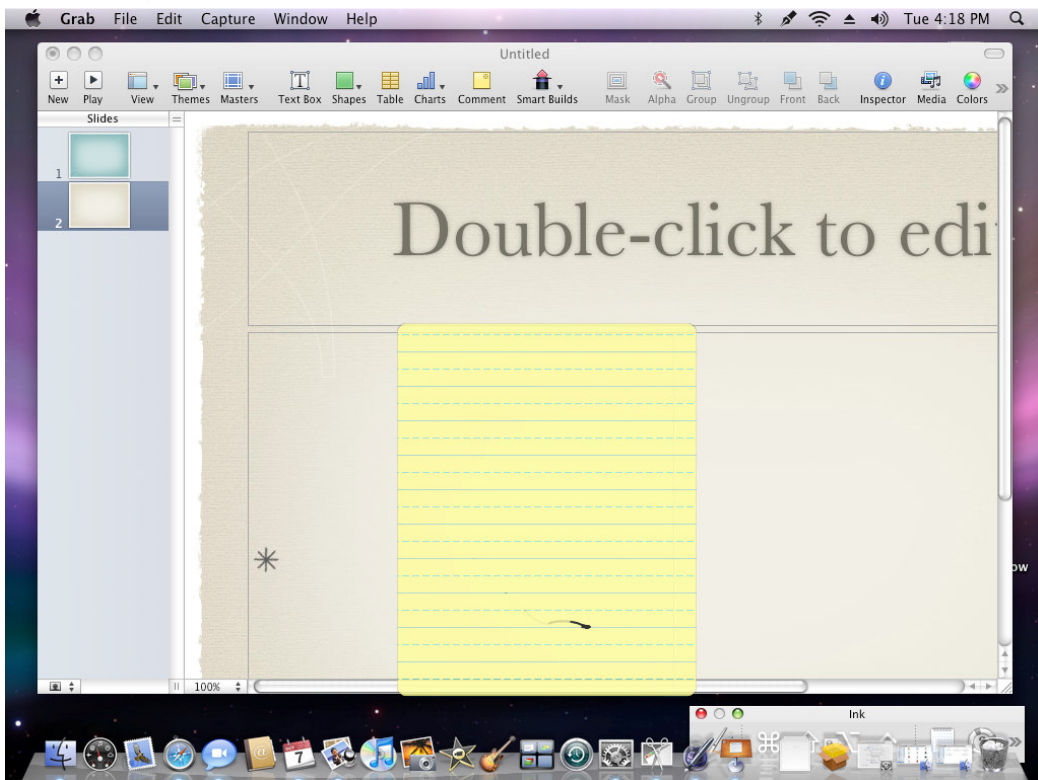 Grab File Edit Capture Window Help Tue 4:18 PM
Untitled
New Play View Themes Masters Text Box Shapes Table Charts Comment Smart Builds Mask Alpha Group Ungroup Front Back Inspector Media Colors
Slides
1
2
Double-click to edi
ow
100%
Ink
7